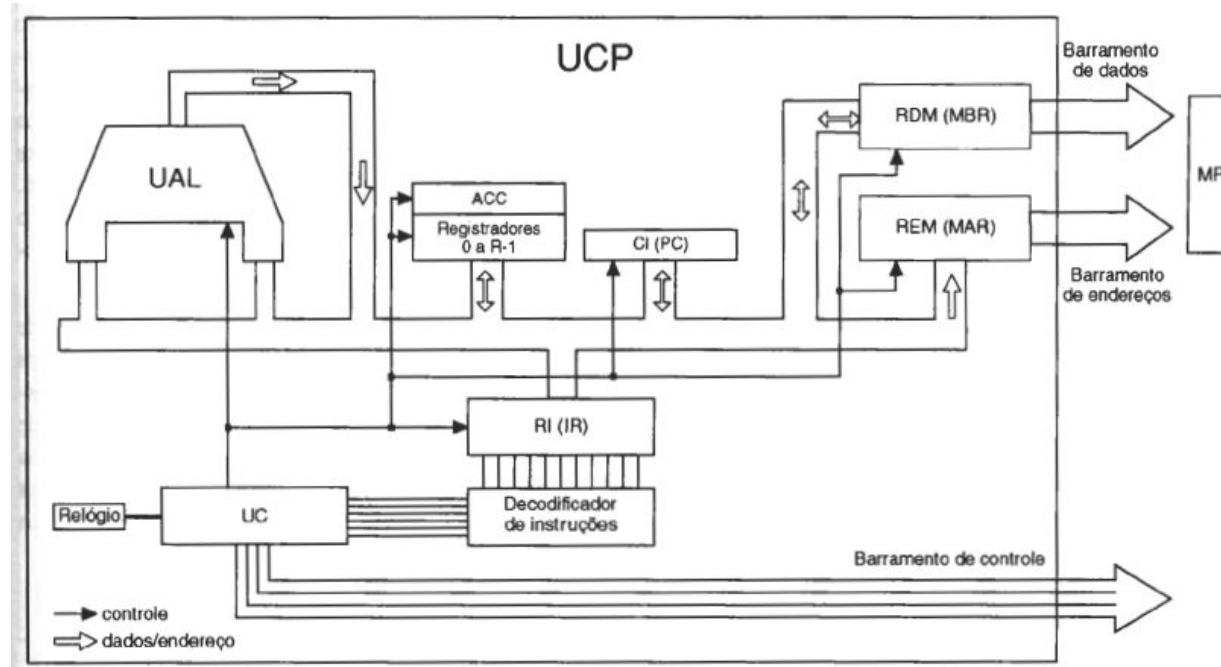 UCP
Barramento
de dados
RDM (MBR)
UAL
MP
ACC
Registradores
0 a R-1
CI (PC)
REM (MAR)
Barramento
de endereços
RI (IR)
Relógio
UC
Decodificador
de instruções
Barramento de controle
controle
dados/endereço